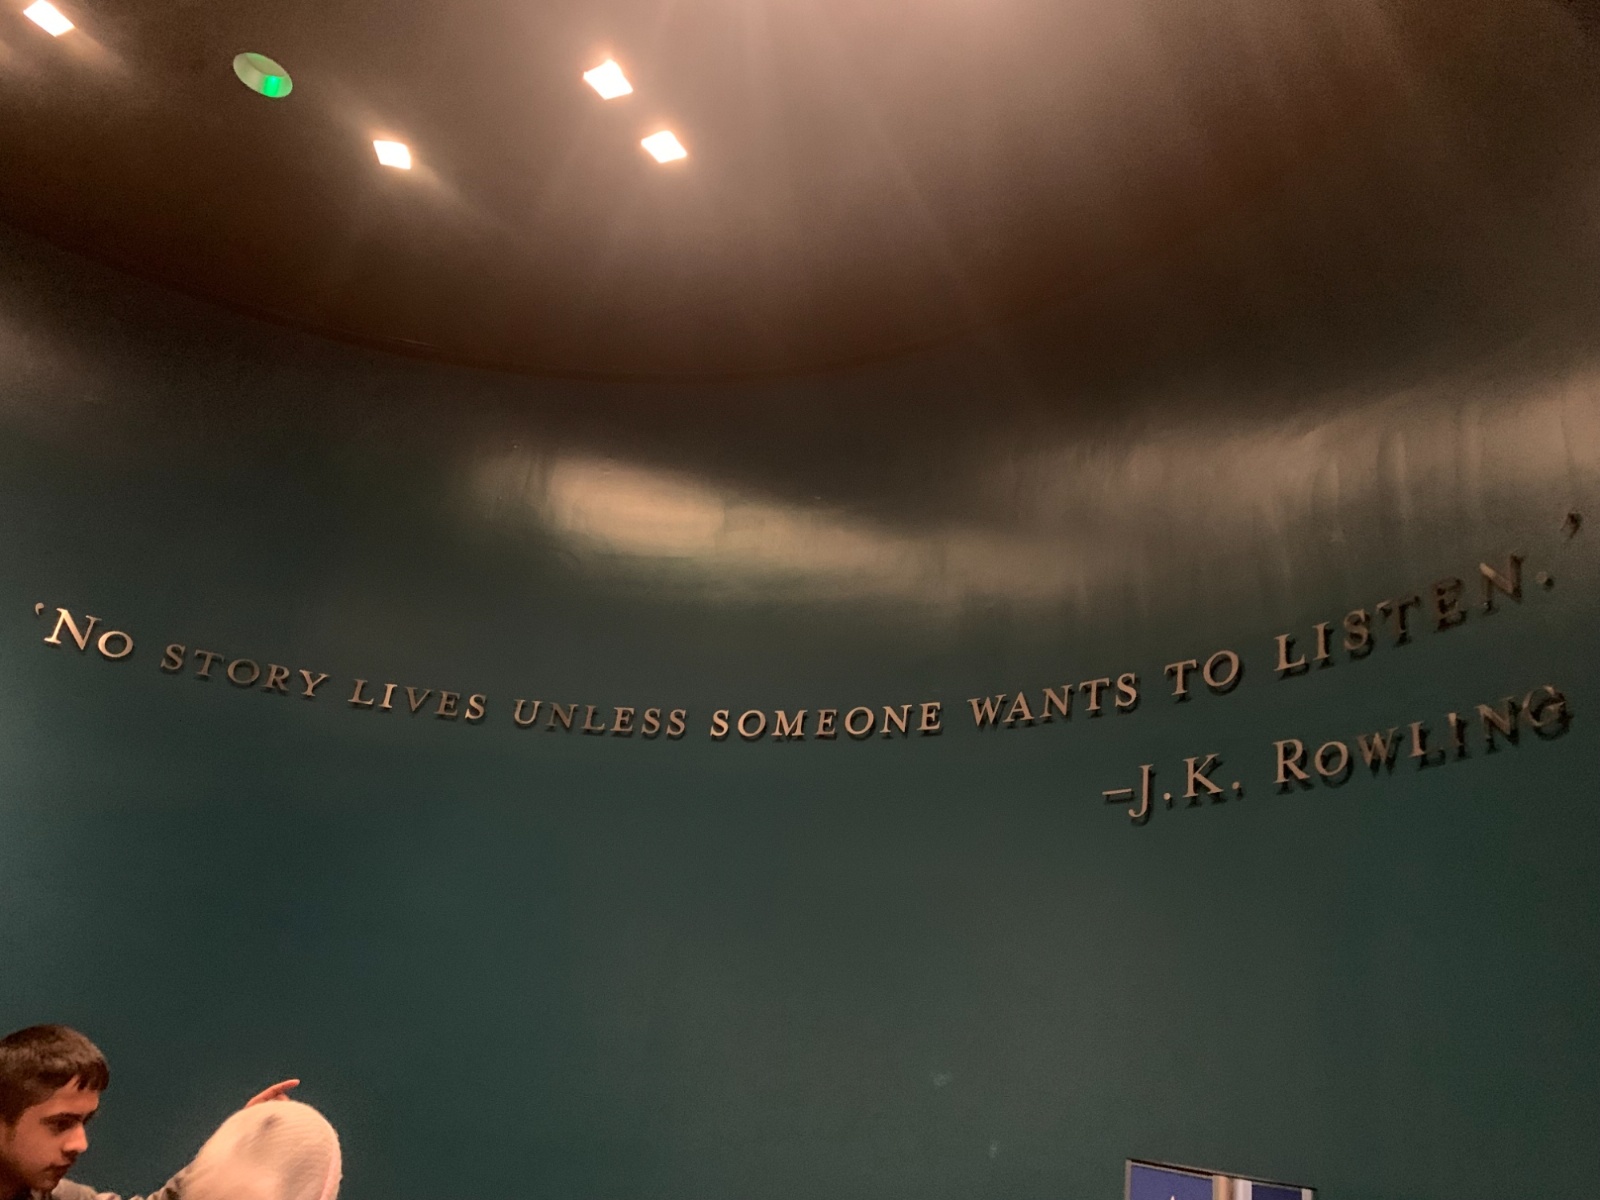 ‘NO STORY LIVES UNLESS SOMEONE WANTS TO LISTEN.’
–J.K. ROWLING